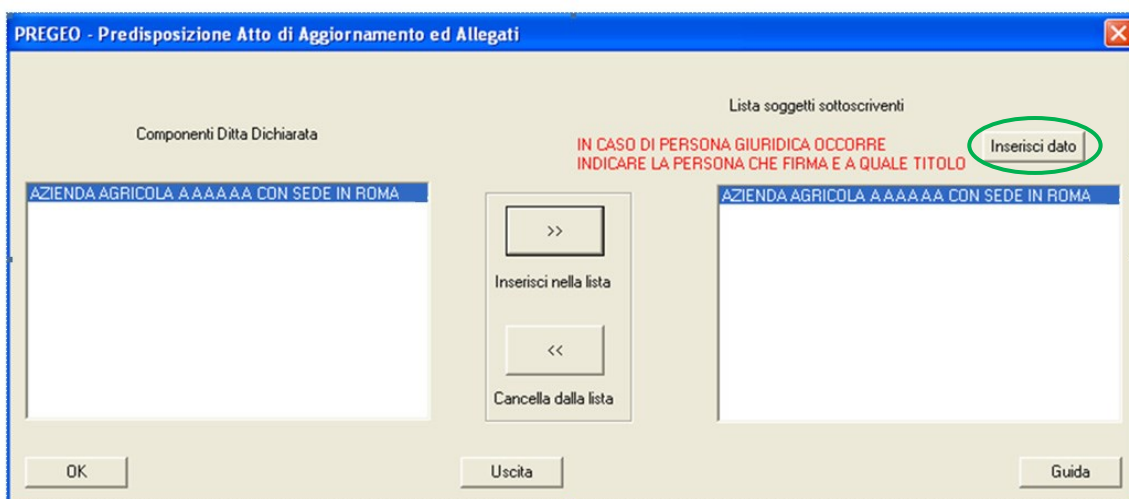 PREGEO - Predisposizione Atto di Aggiornamento ed Allegati
Lista soggetti sottoscriventi
Componenti Ditta Dichiarata
IN CASO DI PERSONA GIURIDICA OCCORRE
INDICARE LA PERSONA CHE FIRMA E A QUALE TITOLO
Inserisci dato
AZIENDA AGRICOLA A A A A A A CON SEDE IN ROMA
>>
Inserisci nella lista
<<
Cancella dalla lista
AZIENDA AGRICOLA A A A A A A CON SEDE IN ROMA
OK
Uscita
Guida